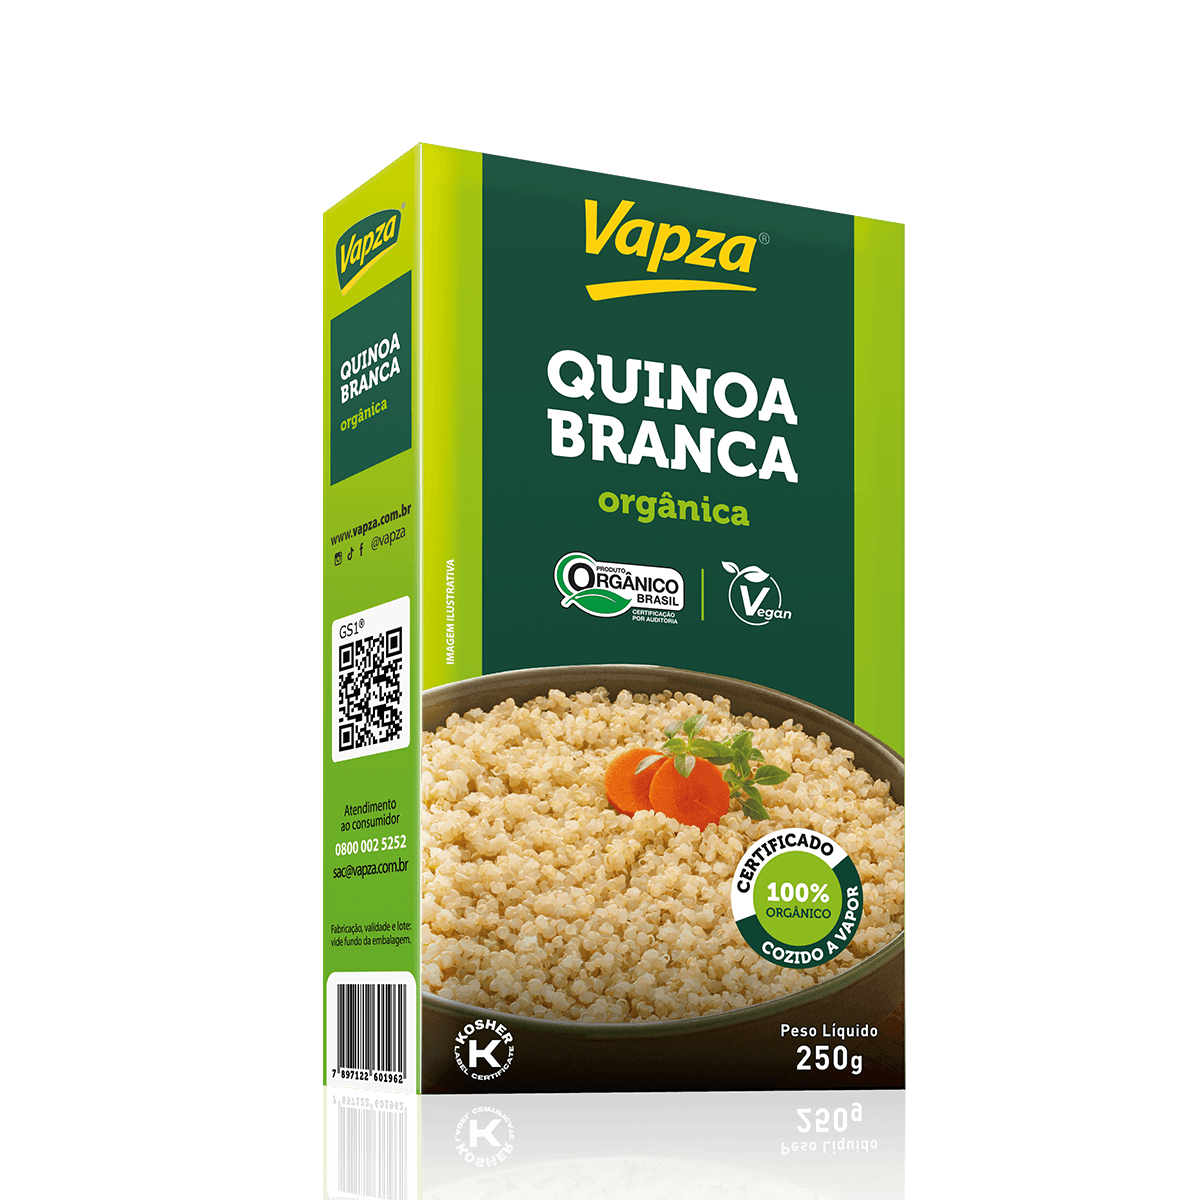 Vapza®
QUINOA
BRANCA
orgânica
www.vapza.com.br
@vapza
GS1®
Atendimento
ao consumidor
0800 002 5252
sac@vapza.com.br
Fabricação, validade e lote:
vide fundo da embalagem.
7 897122 601962
Vapza®
QUINOA
BRANCA
orgânica
PRODUTO
ORGÂNICO
BRASIL
CERTIFICAÇÃO
POR AUDITORIA
Vegan
IMAGEM ILUSTRATIVA
CERTIFICADO
100%
ORGÂNICO
COZIDO A VAPOR
KOSHER
K
LABEL CERTIFICATE
Peso Líquido
250g